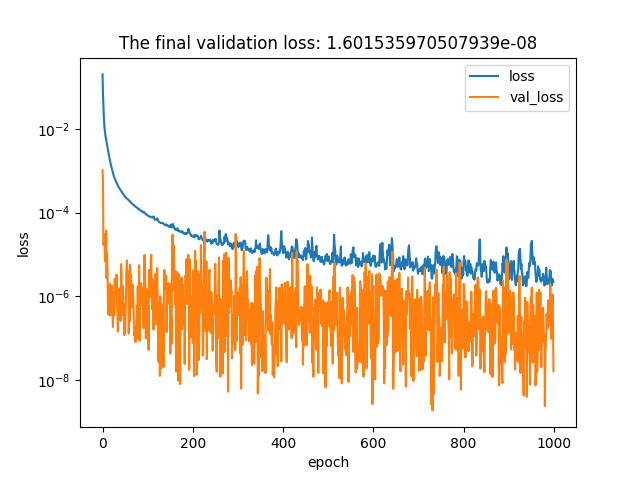 The final validation loss: 1.601535970507939e-08
loss
val_loss
10⁻²
10⁻⁴
10⁻⁶
10⁻⁸
loss
0
200
400
600
800
1000
epoch